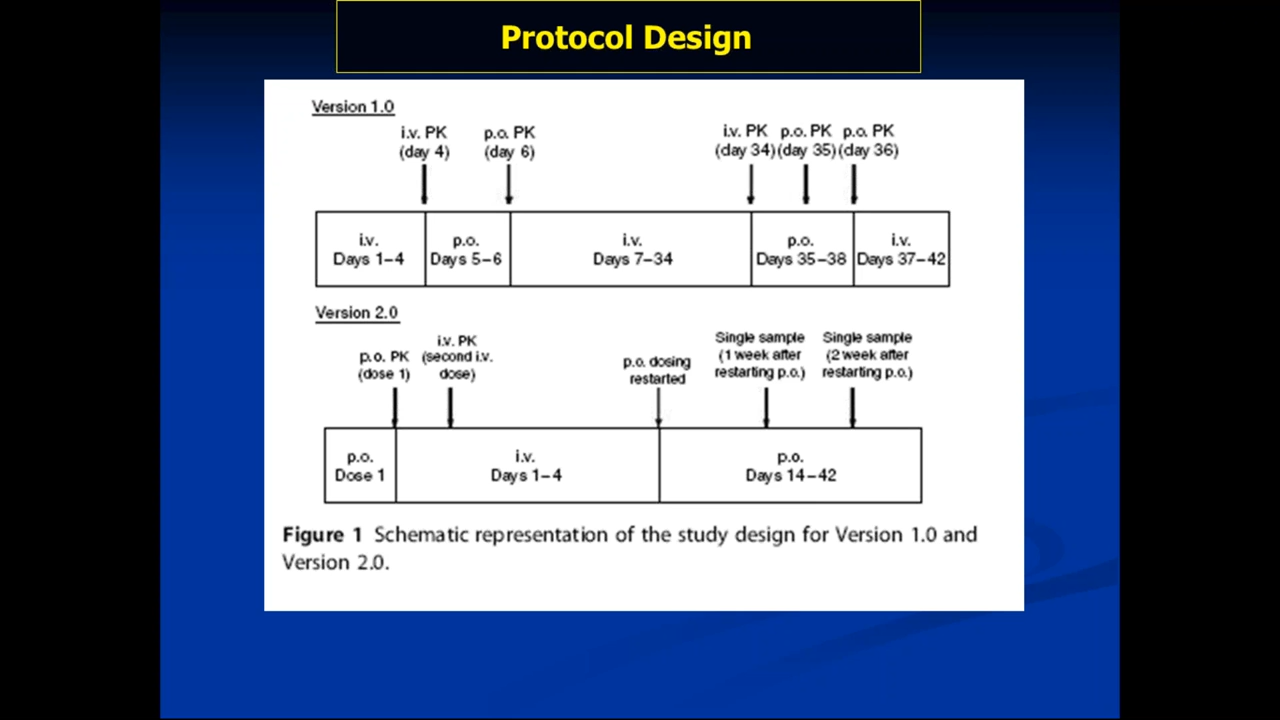 Protocol Design
Version 1.0
i.v. PK
(day 4)
p.o. PK
(day 6)
i.v. PK
(day 34)
p.o. PK
(day 35)
p.o. PK
(day 36)
i.v.
Days 1–4
p.o.
Days 5–6
i.v.
Days 7–34
p.o.
Days 35–38
i.v.
Days 37–42
Version 2.0
p.o. PK
(dose 1)
i.v. PK
(second i.v.
dose)
p.o. dosing
restarted
Single sample
(1 week after
restarting p.o.)
Single sample
(2 week after
restarting p.o.)
p.o.
Dose 1
i.v.
Days 1–4
p.o.
Days 14–42
Figure 1 Schematic representation of the study design for Version 1.0 and
Version 2.0.